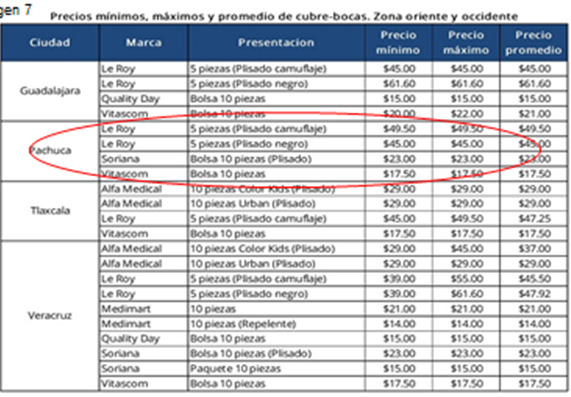 gen 7
Precios mínimos, máximos y promedio de cubre-bocas. Zona oriente y occidente
Ciudad Marca Presentacion Precio mínimo Precio máximo Precio promedio
Guadalajara
Le Roy 5 piezas (Plisado camuflaje) $45.00 $45.00 $45.00
Le Roy 5 piezas (Plisado negro) $61.60 $61.60 $61.60
Quality Day Bolsa 10 piezas $15.00 $15.00 $15.00
Vitascom Bolsa 10 piezas $20.00 $22.00 $21.00
Pachuca
Le Roy 5 piezas (Plisado camuflaje) $49.50 $49.50 $49.50
Le Roy 5 piezas (Plisado negro) $45.00 $45.00 $45.00
Soriana Bolsa 10 piezas (Plisado) $23.00 $23.00 $23.00
Vitascom Bolsa 10 piezas $17.50 $17.50 $17.50
Tlaxcala
Alfa Medical 10 piezas Color Kids (Plisado) $29.00 $29.00 $29.00
Alfa Medical 10 piezas Urban (Plisado) $29.00 $29.00 $29.00
Le Roy 5 piezas (Plisado camuflaje) $45.00 $49.50 $47.25
Vitascom Bolsa 10 piezas $17.50 $17.50 $17.50
Veracruz
Alfa Medical 10 piezas Color Kids (Plisado) $29.00 $45.00 $37.00
Alfa Medical 10 piezas Urban (Plisado) $29.00 $29.00 $29.00
Le Roy 5 piezas (Plisado camuflaje) $39.00 $55.00 $45.50
Le Roy 5 piezas (Plisado negro) $39.00 $61.60 $47.92
Medimart 10 piezas $21.00 $21.00 $21.00
Medimart 10 piezas (Repelente) $14.00 $14.00 $14.00
Quality Day Bolsa 10 piezas $15.00 $15.00 $15.00
Soriana Bolsa 10 piezas (Plisado) $23.00 $23.00 $23.00
Soriana Paquete 10 piezas $15.00 $15.00 $15.00
Vitascom Bolsa 10 piezas $17.50 $17.50 $17.50